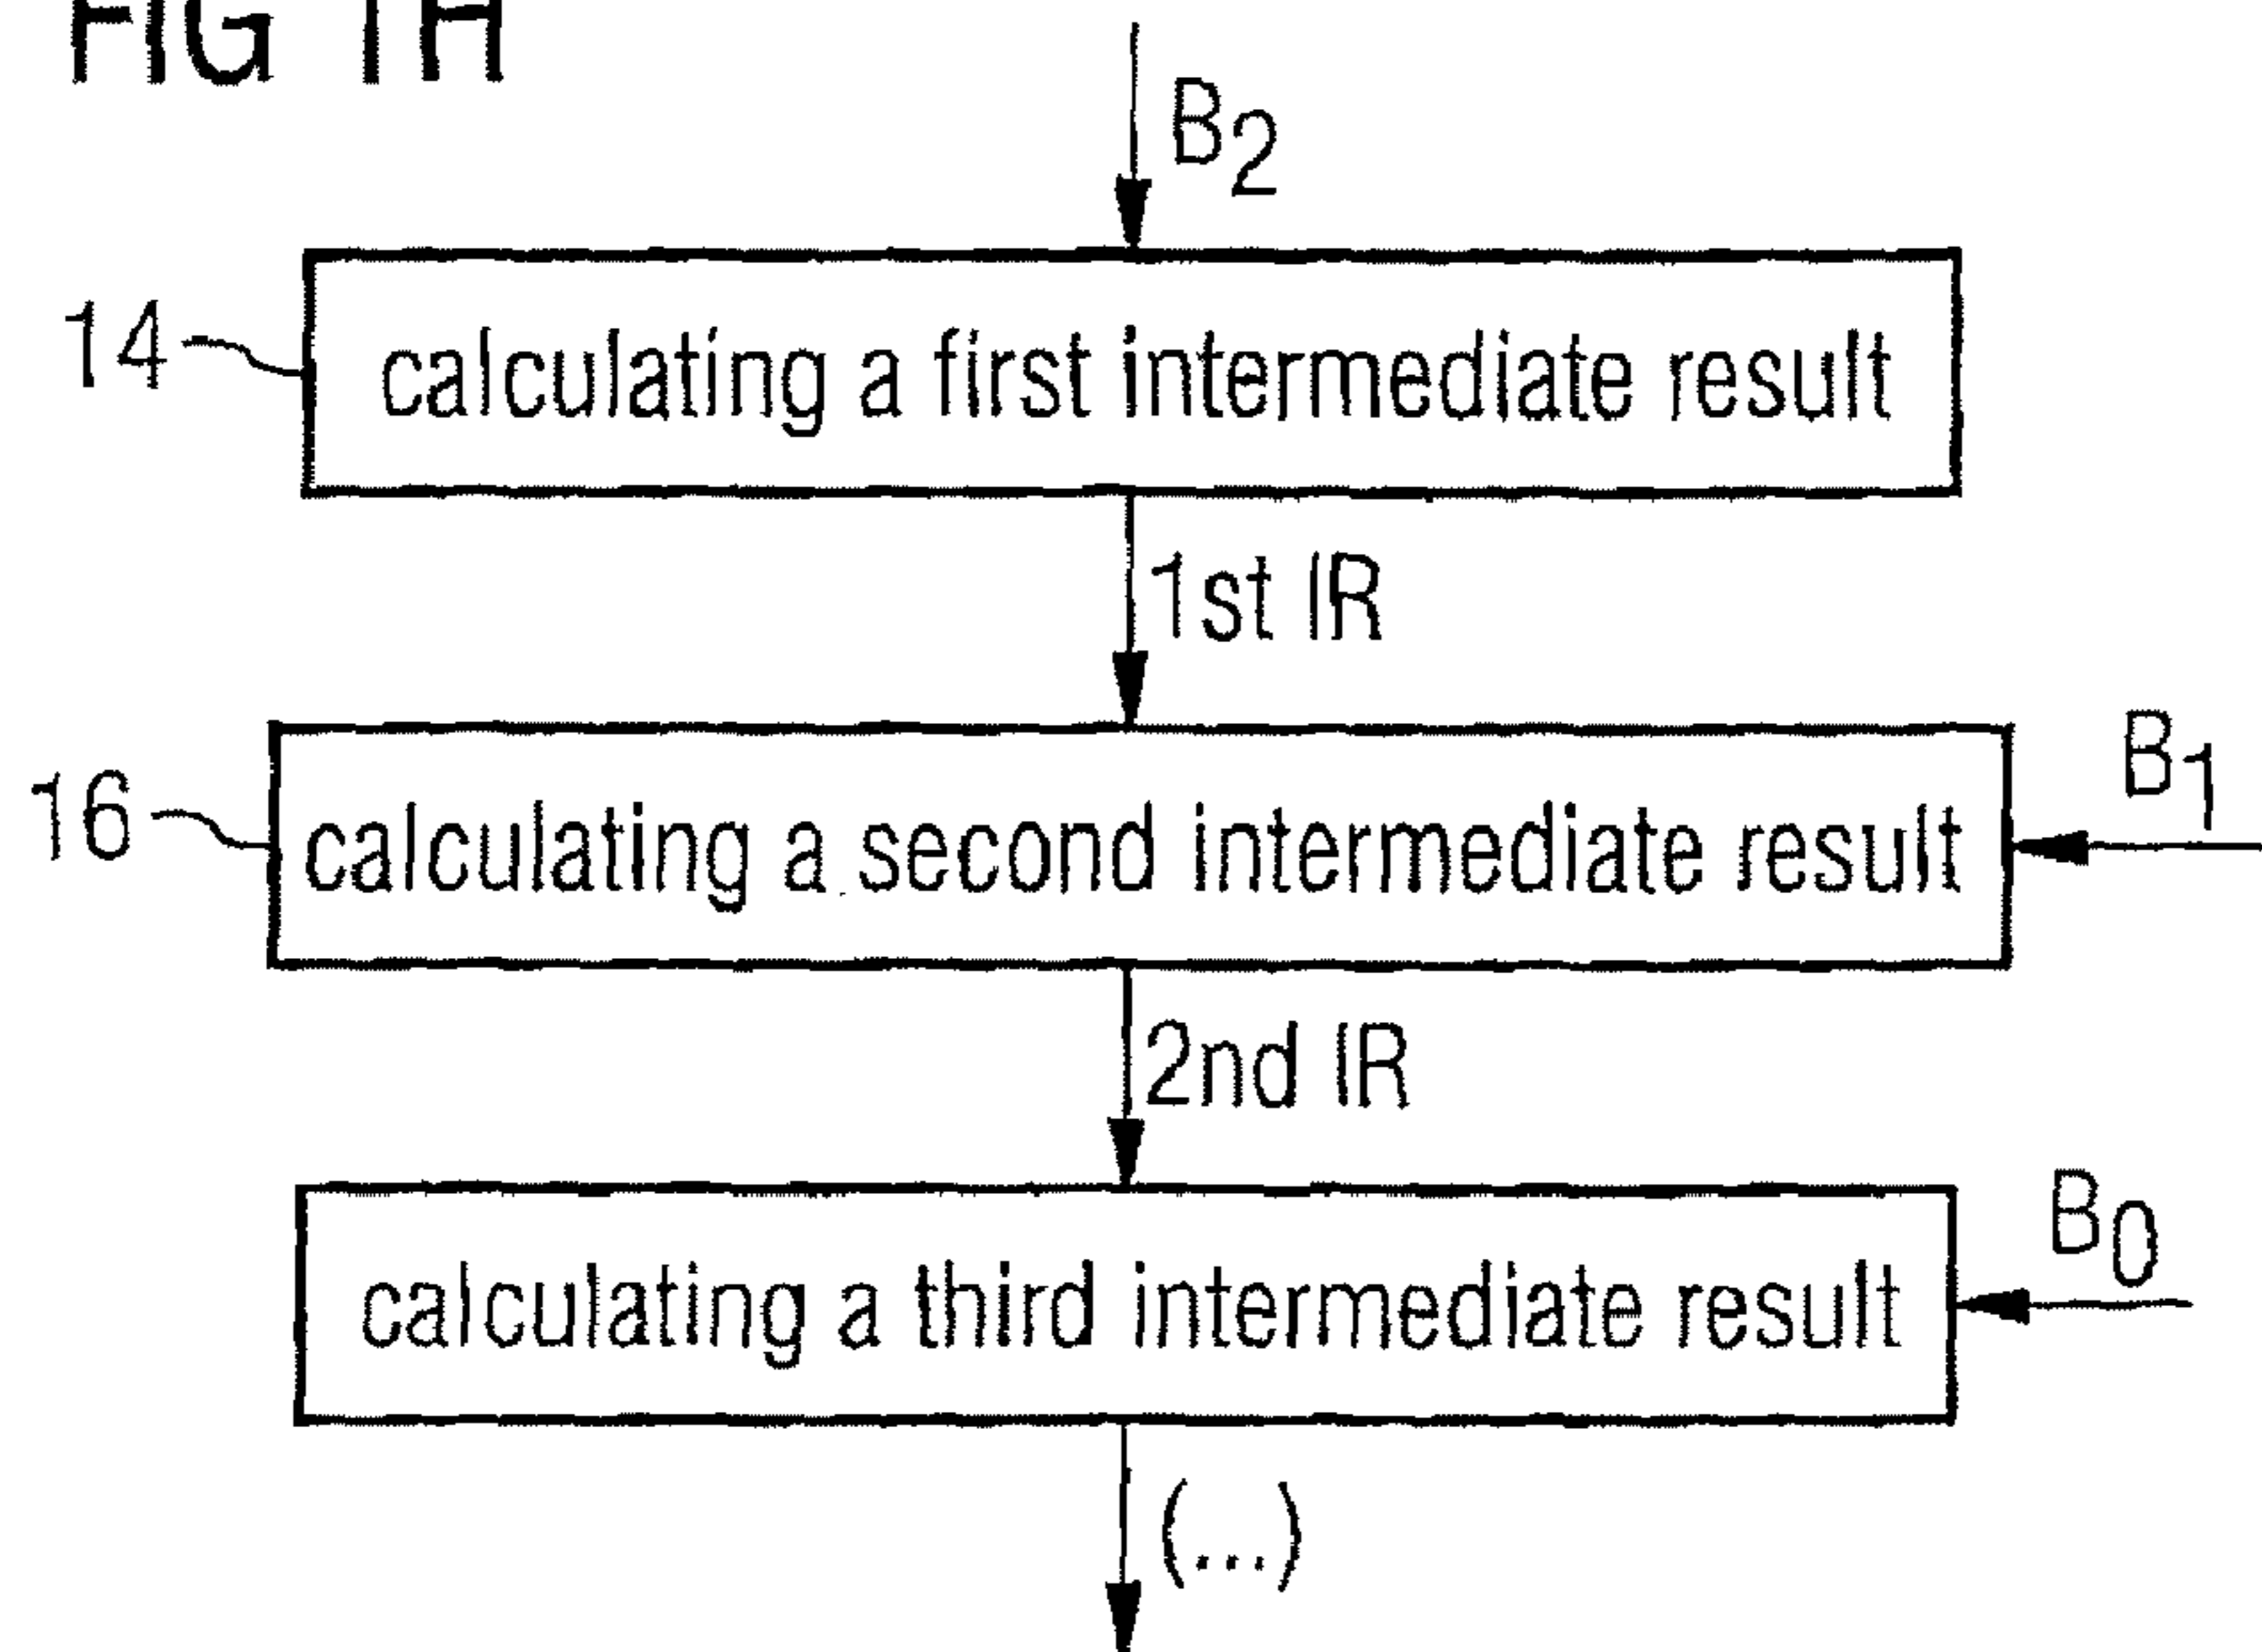 FIG 1A
B2
14
calculating a first intermediate result
1st IR
B1
16
calculating a second intermediate result
2nd IR
B0
calculating a third intermediate result
(...)